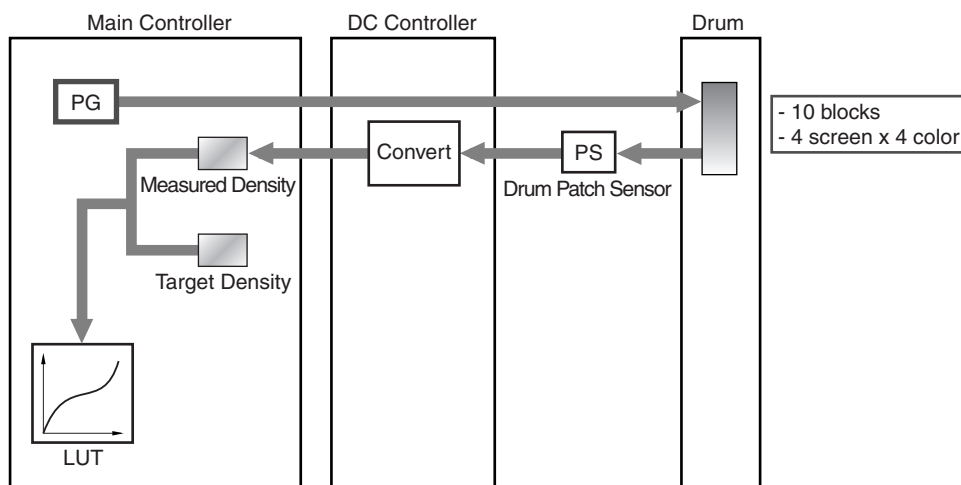 Main Controller
DC Controller
Drum
PG
- 10 blocks
- 4 screen x 4 color
Convert
PS
Measured Density
Drum Patch Sensor
Target Density
LUT